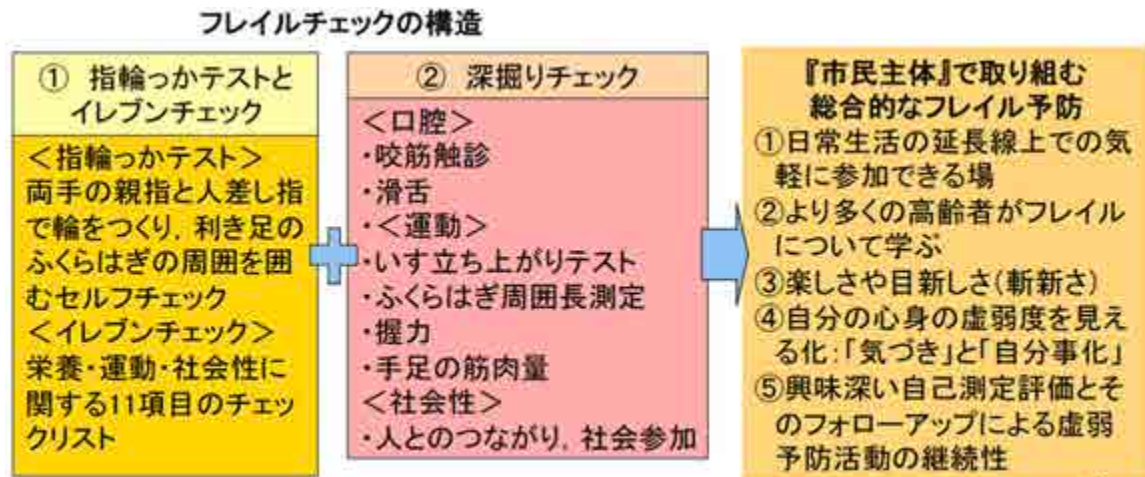 フレイルチェックの構造
① 指輪っかテストと
イレブンチェック
＜指輪っかテスト＞
両手の親指と人差し指
で輪をつくり，利き足の
ふくらはぎの周囲を囲
むセルフチェック
＜イレブンチェック＞
栄養・運動・社会性に
関する11項目のチェッ
クリスト
② 深掘りチェック
＜口腔＞
・咬筋触診
・滑舌
・＜運動＞
・いす立ち上がりテスト
・ふくらはぎ周囲長測定
・握力
・手足の筋肉量
＜社会性＞
・人とのつながり，社会参加
『市民主体』で取り組む
総合的なフレイル予防
①日常生活の延長線上での気
軽に参加できる場
②より多くの高齢者がフレイル
について学ぶ
③楽しさや目新しさ（斬新さ）
④自分の心身の虚弱度を見え
る化：「気づき」と「自分事化」
⑤興味深い自己測定評価とそ
のフォローアップによる虚弱
予防活動の継続性